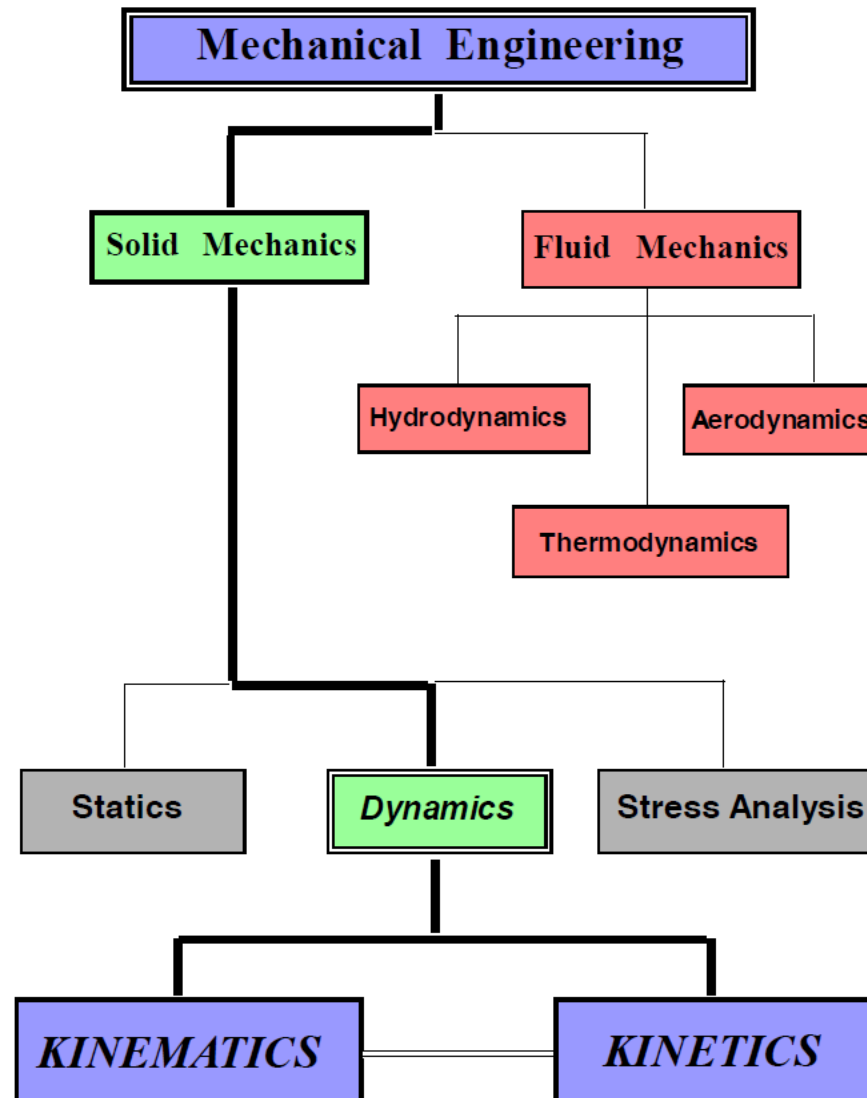 Mechanical Engineering
Solid Mechanics
Fluid Mechanics
Hydrodynamics
Aerodynamics
Thermodynamics
Statics
Dynamics
Stress Analysis
KINEMATICS
KINETICS